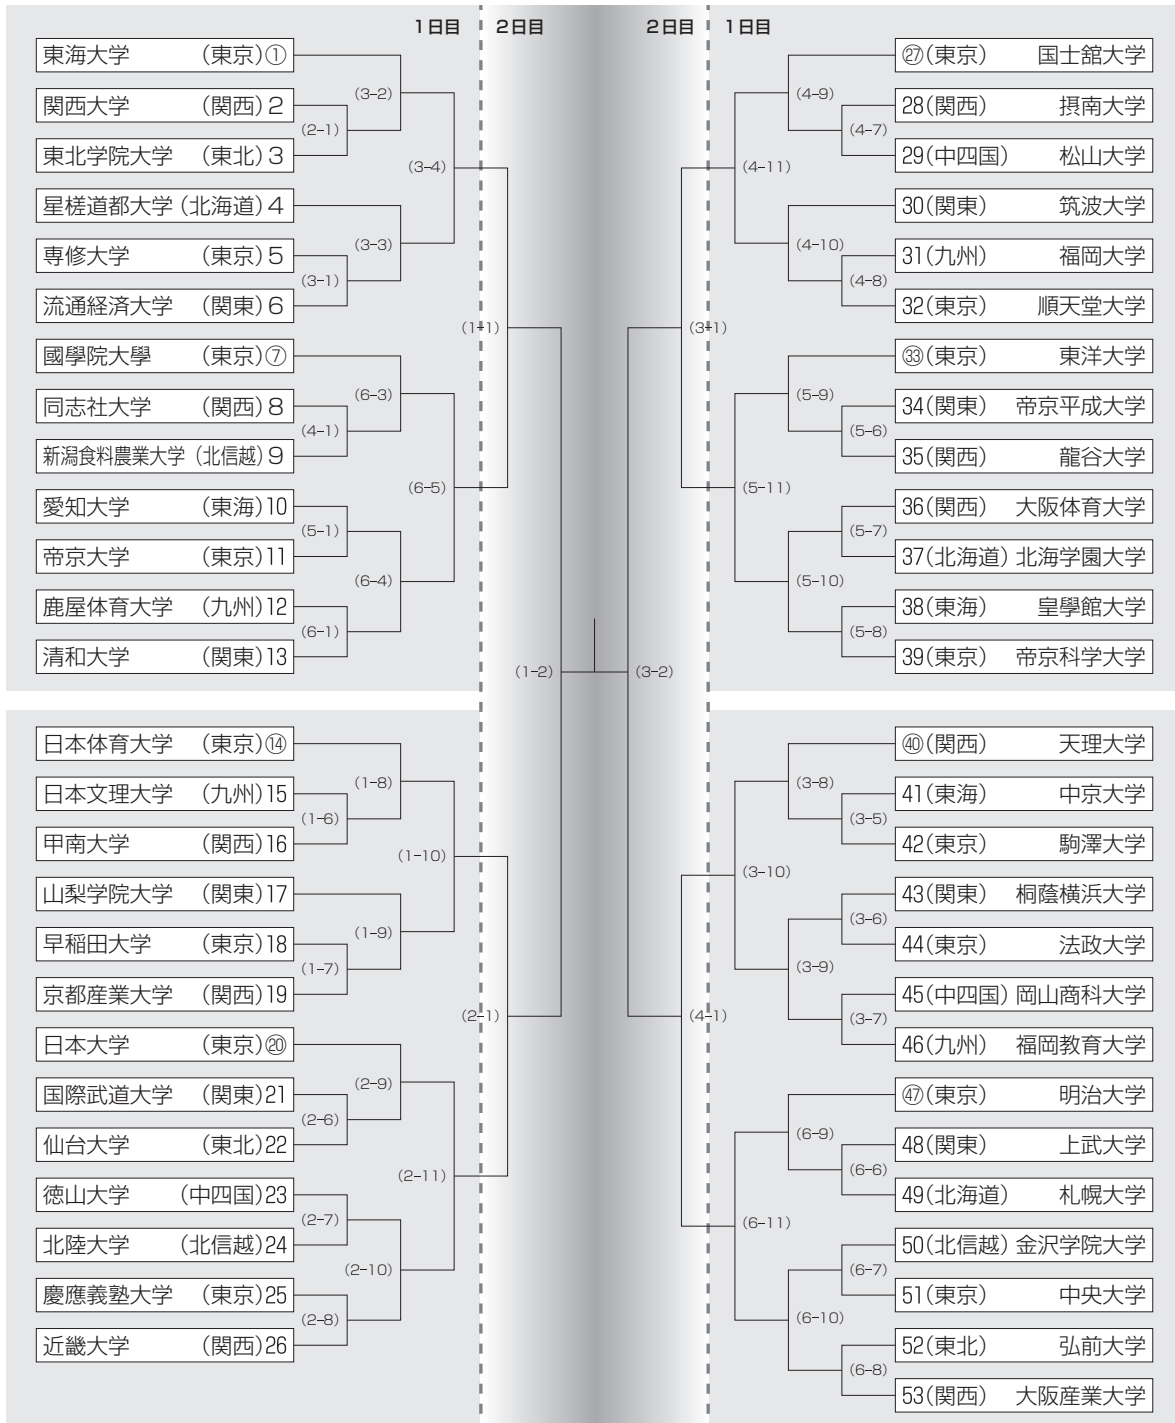 1日目 2日目 2日目 1日目
東海大学 (東京)①
関西大学 (関西)2
東北学院大学 (東北)3
星槎道都大学 (北海道)4
専修大学 (東京)5
流通経済大学 (関東)6
國學院大學 (東京)⑦
同志社大学 (関西)8
新潟食料農業大学 (北信越)9
愛知大学 (東海)10
帝京大学 (東京)11
鹿屋体育大学 (九州)12
清和大学 (関東)13
(2-1)
(3-1)
(4-1)
(5-1)
(6-1)
(3-2)
(3-3)
(6-3)
(6-4)
(3-4)
(6-5)
(1-1)
日本体育大学 (東京)⑭
日本文理大学 (九州)15
甲南大学 (関西)16
山梨学院大学 (関東)17
早稲田大学 (東京)18
京都産業大学 (関西)19
日本大学 (東京)⑳
国際武道大学 (関東)21
仙台大学 (東北)22
徳山大学 (中四国)23
北陸大学 (北信越)24
慶應義塾大学 (東京)25
近畿大学 (関西)26
(1-6)
(1-7)
(2-6)
(2-7)
(2-8)
(1-8)
(1-9)
(2-9)
(2-10)
(1-10)
(2-11)
(2-1)
(1-2)
(3-2)
㉗(東京) 国士舘大学
28(関西) 摂南大学
29(中四国) 松山大学
30(関東) 筑波大学
31(九州) 福岡大学
32(東京) 順天堂大学
㉝(東京) 東洋大学
34(関東) 帝京平成大学
35(関西) 龍谷大学
36(関西) 大阪体育大学
37(北海道) 北海学園大学
38(東海) 皇學館大学
39(東京) 帝京科学大学
(4-7)
(4-8)
(5-6)
(5-7)
(5-8)
(4-9)
(4-10)
(5-9)
(5-10)
(4-11)
(5-11)
(3-1)
㊵(関西) 天理大学
41(東海) 中京大学
42(東京) 駒澤大学
43(関東) 桐蔭横浜大学
44(東京) 法政大学
45(中四国) 岡山商科大学
46(九州) 福岡教育大学
㊼(東京) 明治大学
48(関東) 上武大学
49(北海道) 札幌大学
50(北信越) 金沢学院大学
51(東京) 中央大学
52(東北) 弘前大学
53(関西) 大阪産業大学
(3-5)
(3-6)
(3-7)
(6-6)
(6-7)
(6-8)
(3-8)
(3-9)
(6-9)
(6-10)
(3-10)
(6-11)
(4-1)